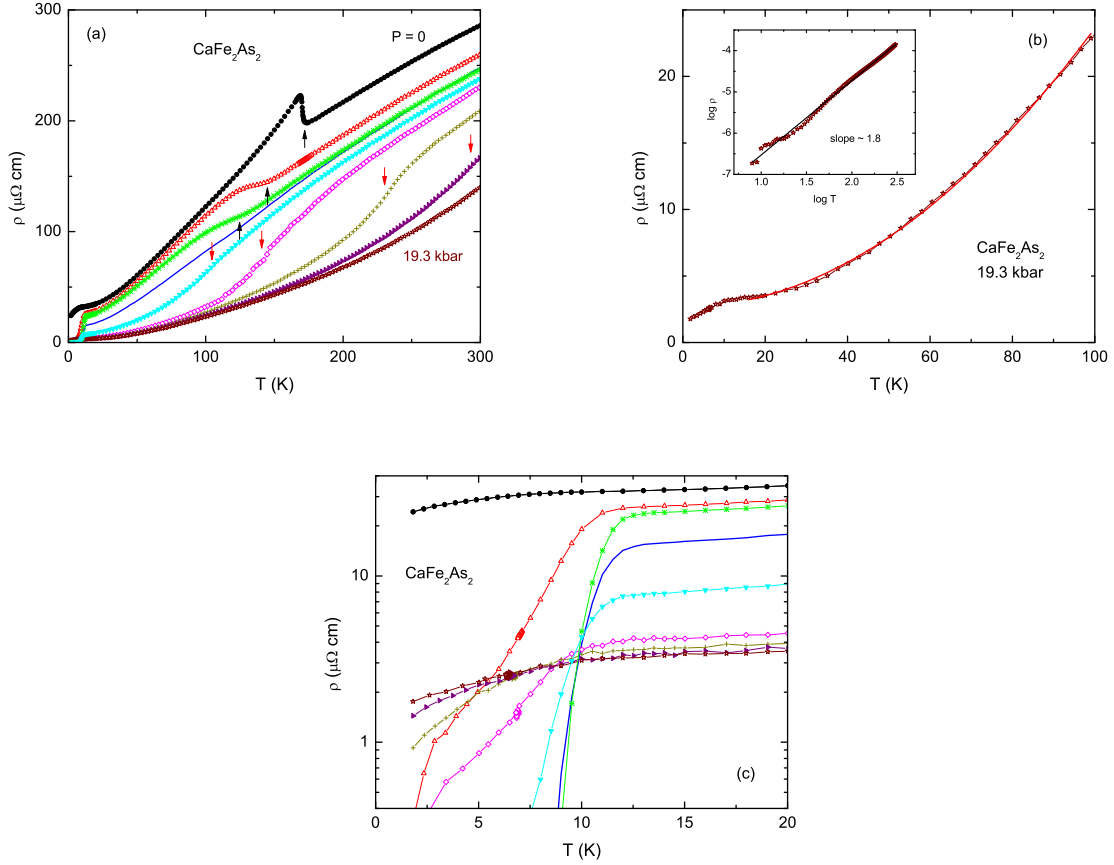 (a)
P = 0
CaFe2As2
19.3 kbar
ρ (μΩ cm)
300
200
100
0
0
100
200
300
T (K)
(b)
log ρ
-4
-5
-6
-7
1.0
1.5
2.0
2.5
log T
slope ~ 1.8
CaFe2As2
19.3 kbar
ρ (μΩ cm)
20
10
0
0
20
40
60
80
100
T (K)
CaFe2As2
(c)
ρ (μΩ cm)
10
1
0
5
10
15
20
T (K)